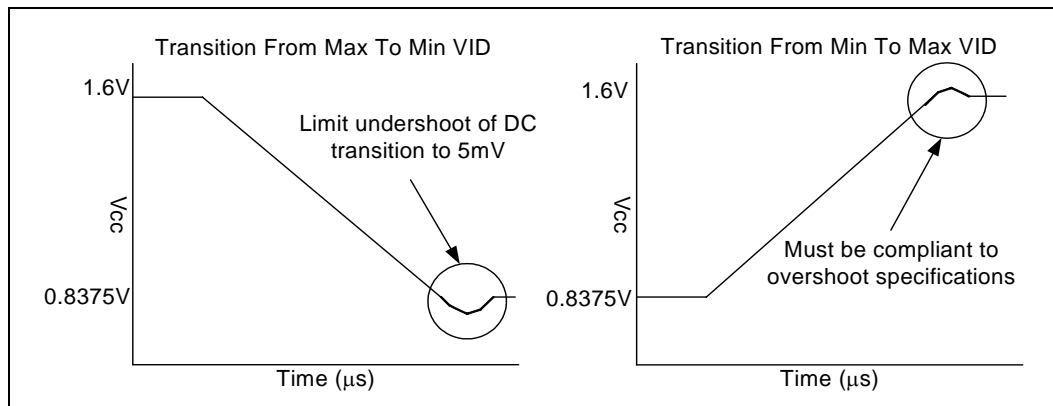 Transition From Max To Min VID
1.6V
Limit undershoot of DC
transition to 5mV
Vcc
0.8375V
Time (μs)
Transition From Min To Max VID
1.6V
Vcc
Must be compliant to
overshoot specifications
0.8375V
Time (μs)